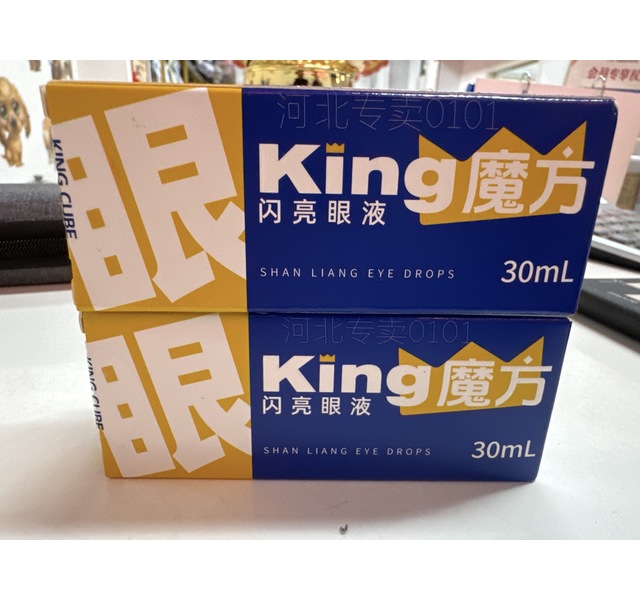 眼
KING CUBE
河北专卖0101
King魔方
闪亮眼液
SHAN LIANG EYE DROPS
30mL
眼
KING CUBE
河北专卖0101
King魔方
闪亮眼液
SHAN LIANG EYE DROPS
30mL